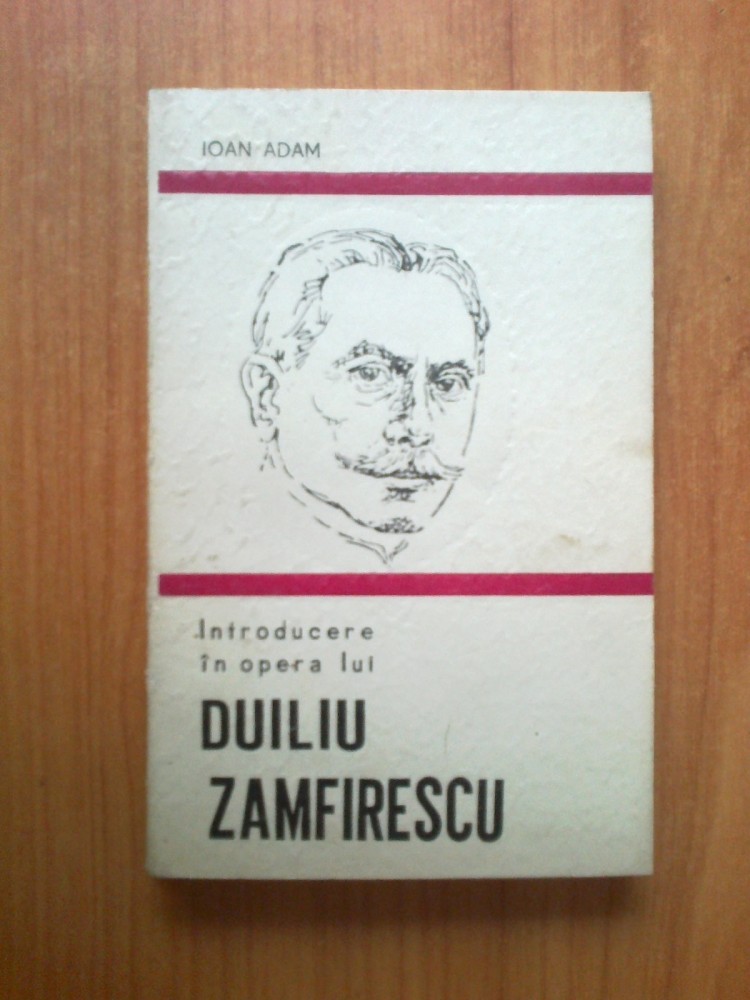 IOAN ADAM
Introducere
în opera lui
DUILIU
ZAMFIRESCU